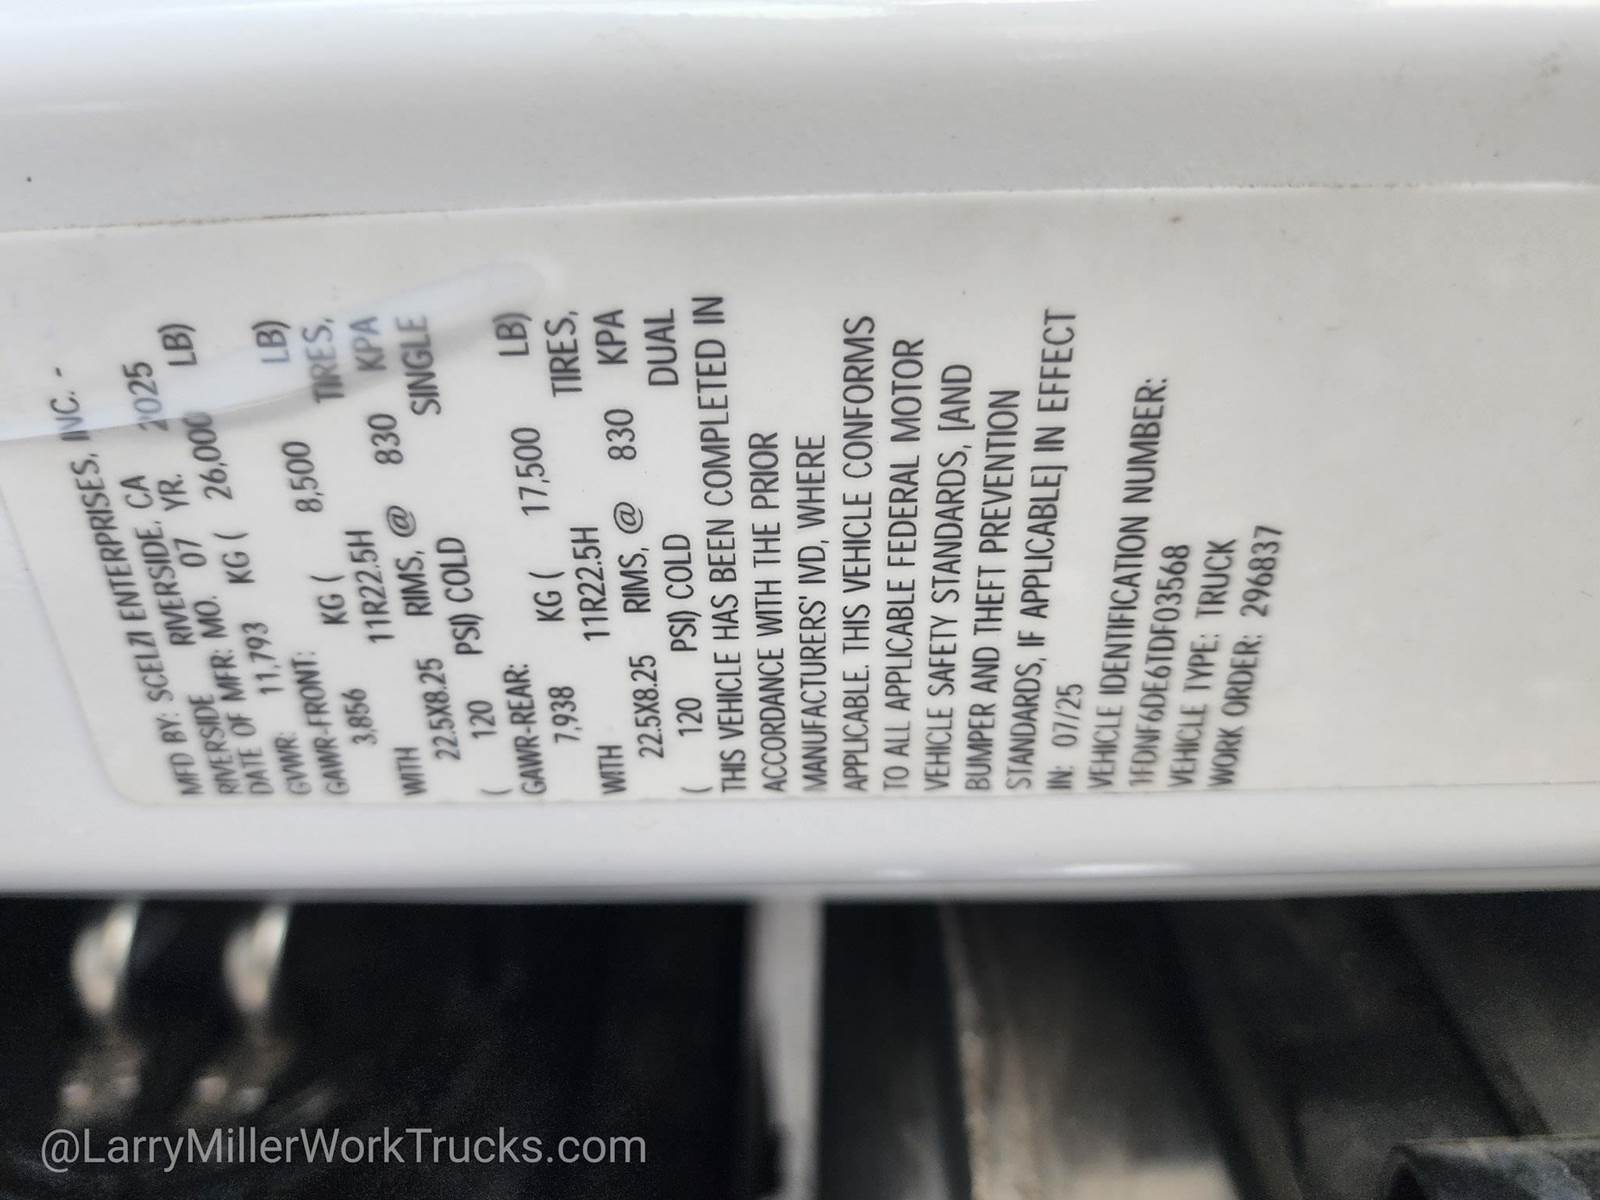 MFD BY: SCELZI ENTERPRISES, INC. -
RIVERSIDE RIVERSIDE, CA
DATE OF MFR: MO. 07 YR. 2025
GVWR: 11,793 KG ( 26,000 LB)
GAWR-FRONT:
3,856 KG ( 8,500 LB)
WITH 11R22.5H TIRES,
22.5X8.25 RIMS, @ 830 KPA
( 120 PSI) COLD SINGLE
GAWR-REAR:
7,938 KG ( 17,500 LB)
WITH 11R22.5H TIRES,
22.5X8.25 RIMS, @ 830 KPA
( 120 PSI) COLD DUAL
THIS VEHICLE HAS BEEN COMPLETED IN
ACCORDANCE WITH THE PRIOR
MANUFACTURERS' IVD, WHERE
APPLICABLE. THIS VEHICLE CONFORMS
TO ALL APPLICABLE FEDERAL MOTOR
VEHICLE SAFETY STANDARDS, [AND
BUMPER AND THEFT PREVENTION
STANDARDS, IF APPLICABLE] IN EFFECT
IN: 07/25
VEHICLE IDENTIFICATION NUMBER:
1FDNF6DE6TDF03568
VEHICLE TYPE: TRUCK
WORK ORDER: 296837
@LarryMillerWorkTrucks.com